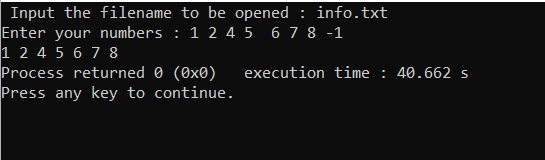 Input the filename to be opened : info.txt
Enter your numbers : 1 2 4 5  6 7 8 -1
1 2 4 5 6 7 8
Process returned 0 (0x0)   execution time : 40.662 s
Press any key to continue.